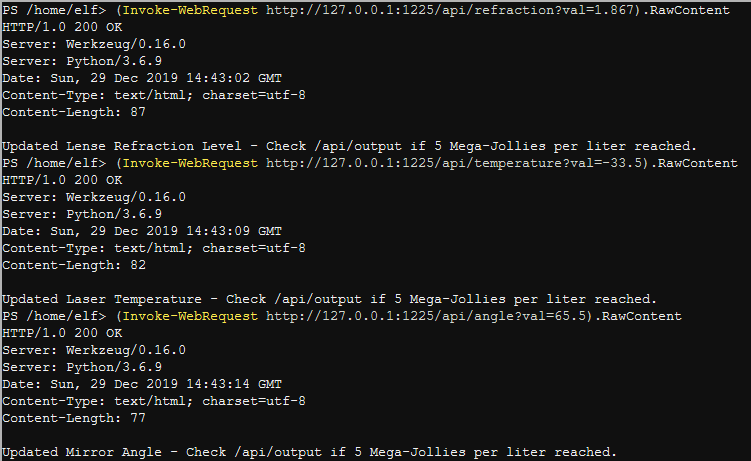 PS /home/elf> (Invoke-WebRequest http://127.0.0.1:1225/api/refraction?val=1.867).RawContent
HTTP/1.0 200 OK
Server: Werkzeug/0.16.0
Server: Python/3.6.9
Date: Sun, 29 Dec 2019 14:43:02 GMT
Content-Type: text/html; charset=utf-8
Content-Length: 87

Updated Lense Refraction Level - Check /api/output if 5 Mega-Jollies per liter reached.
PS /home/elf> (Invoke-WebRequest http://127.0.0.1:1225/api/temperature?val=-33.5).RawContent
HTTP/1.0 200 OK
Server: Werkzeug/0.16.0
Server: Python/3.6.9
Date: Sun, 29 Dec 2019 14:43:09 GMT
Content-Type: text/html; charset=utf-8
Content-Length: 82

Updated Laser Temperature - Check /api/output if 5 Mega-Jollies per liter reached.
PS /home/elf> (Invoke-WebRequest http://127.0.0.1:1225/api/angle?val=65.5).RawContent
HTTP/1.0 200 OK
Server: Werkzeug/0.16.0
Server: Python/3.6.9
Date: Sun, 29 Dec 2019 14:43:14 GMT
Content-Type: text/html; charset=utf-8
Content-Length: 77

Updated Mirror Angle - Check /api/output if 5 Mega-Jollies per liter reached.